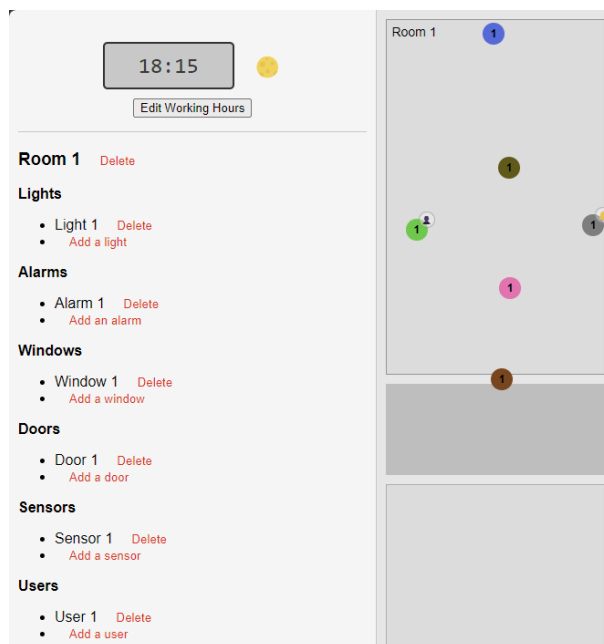 18:15
Edit Working Hours
Room 1 Delete
Lights
Light 1 Delete
Add a light
Alarms
Alarm 1 Delete
Add an alarm
Windows
Window 1 Delete
Add a window
Doors
Door 1 Delete
Add a door
Sensors
Sensor 1 Delete
Add a sensor
Users
User 1 Delete
Add a user
Room 1
1
1
1
1
1
1